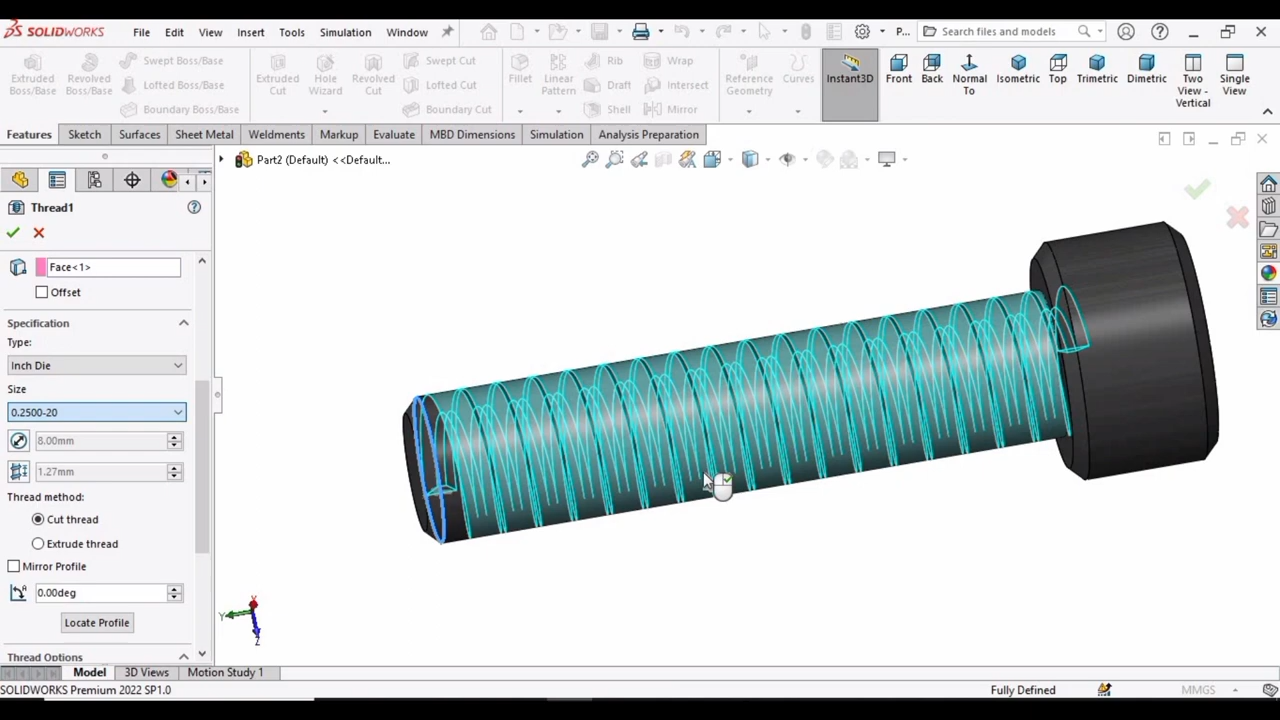 SOLIDWORKS File Edit View Insert Tools Simulation Window P... Search files and models
Extruded Boss/Base
Revolved Boss/Base
Swept Boss/Base
Lofted Boss/Base
Boundary Boss/Base
Extruded Cut
Hole Wizard
Revolved Cut
Swept Cut
Lofted Cut
Boundary Cut
Fillet
Linear Pattern
Rib
Draft
Shell
Wrap
Intersect
Mirror
Reference Geometry
Curves
Instant3D
Front
Back
Normal To
Isometric
Top
Trimetric
Dimetric
Two View - Vertical
Single View
Features Sketch Surfaces Sheet Metal Weldments Markup Evaluate MBD Dimensions Simulation Analysis Preparation
Part2 (Default) <<Default...
Thread1
Face<1>
Offset
Specification
Type:
Inch Die
Size
0.2500-20
8.00mm
1.27mm
Thread method:
Cut thread
Extrude thread
Mirror Profile
0.00deg
Locate Profile
Thread Options
X
Y
Z
Model 3D Views Motion Study 1
SOLIDWORKS Premium 2022 SP1.0 Fully Defined MMGS